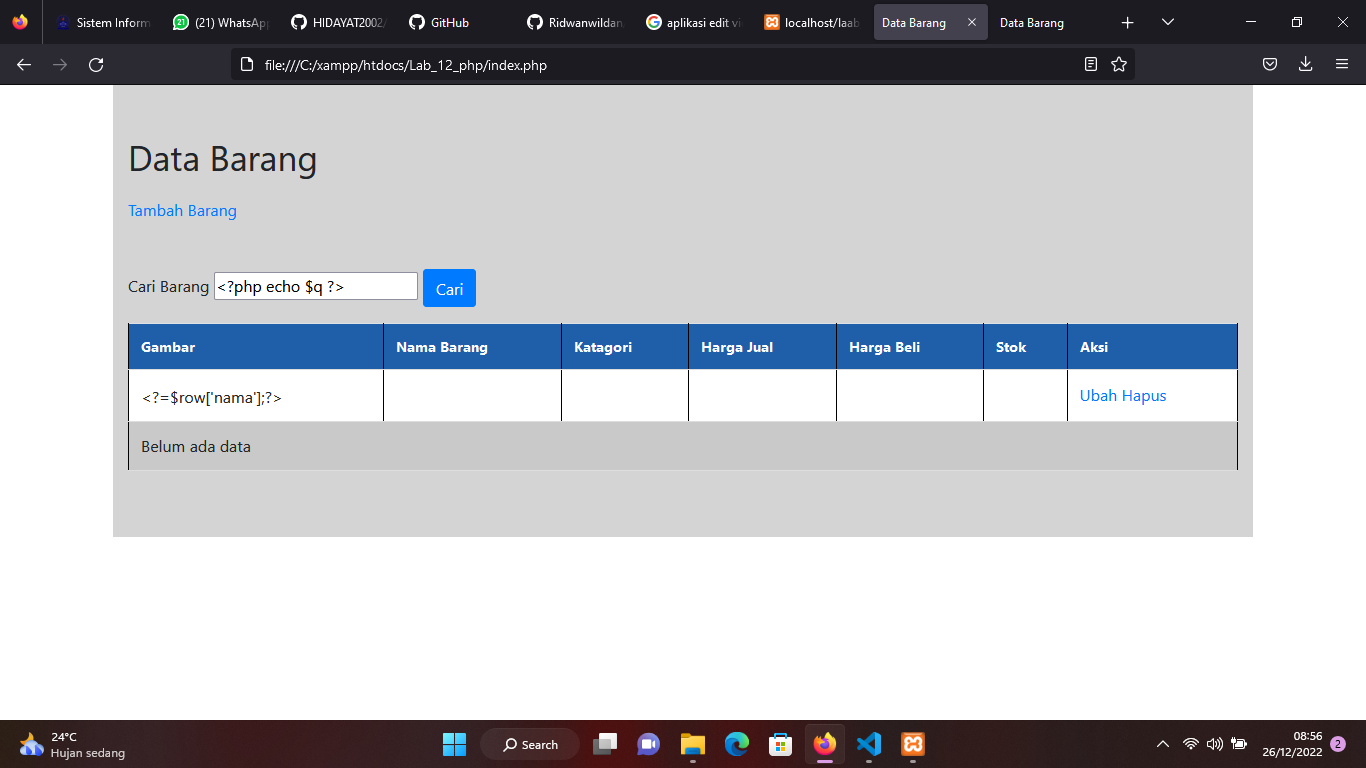 Sistem Inform
(21) WhatsApp
HIDAYAT2002/
GitHub
Ridwanwildan
aplikasi edit vi
localhost/laab
Data Barang
Data Barang
file:///C:/xampp/htdocs/Lab_12_php/index.php
Data Barang
Tambah Barang
Cari Barang <?php echo $q ?> Cari
Gambar Nama Barang Katagori Harga Jual Harga Beli Stok Aksi
<?=$row['nama'];?> Ubah Hapus
Belum ada data
24°C
Hujan sedang
Search
08:56
26/12/2022
2